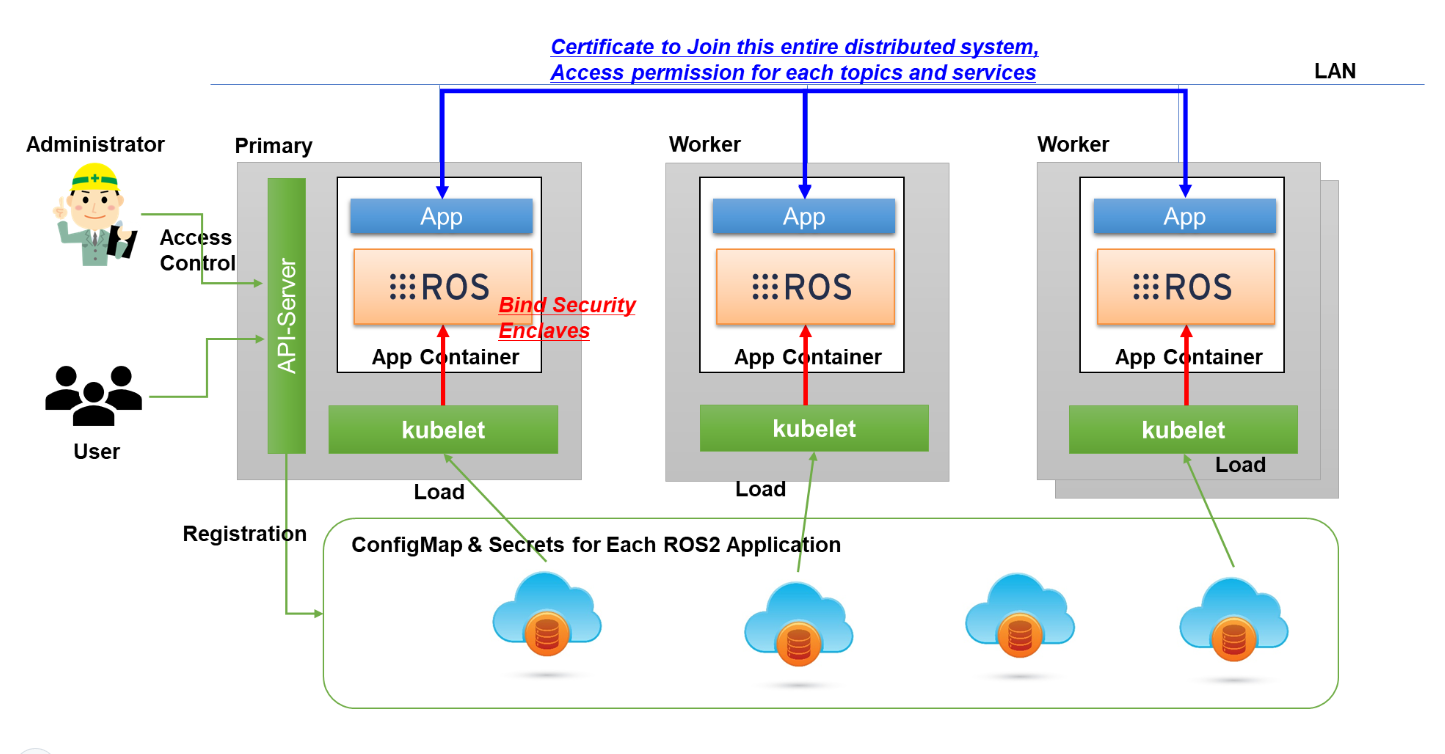 Certificate to Join this entire distributed system,
Access permission for each topics and services
LAN
Administrator
Primary
Worker
Worker
Access
Control
API-Server
App
ROS
Bind Security
Enclaves
App Container
kubelet
App
ROS
App Container
kubelet
App
ROS
App Container
kubelet
User
Load
Load
Load
Registration
ConfigMap & Secrets for Each ROS2 Application